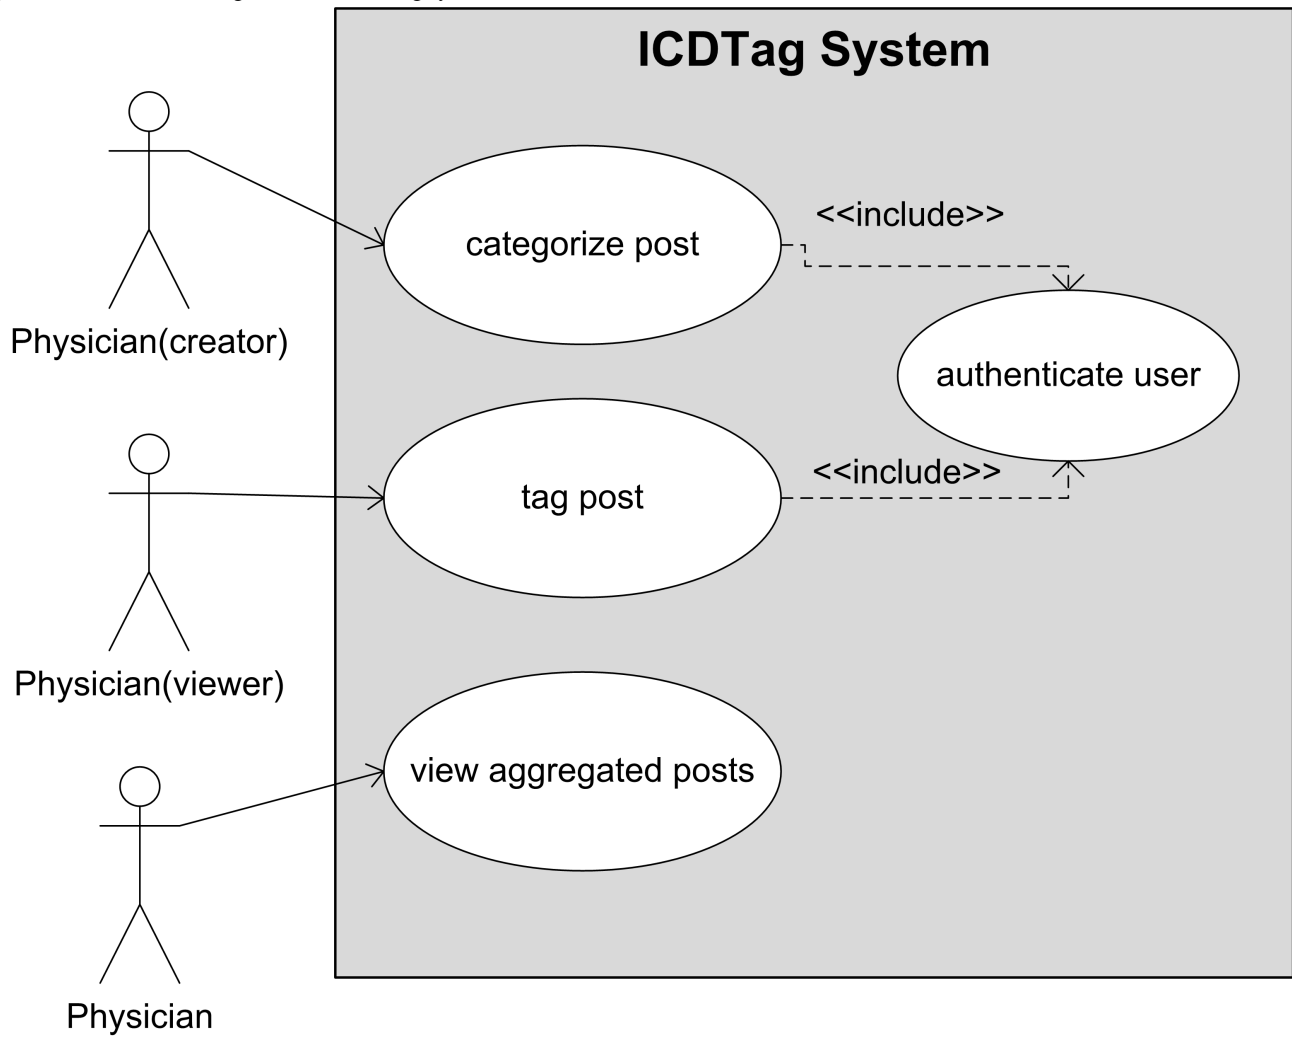 ICDTag System
categorize post
<<include>>
Physician(creator)
authenticate user
<<include>>
tag post
Physician(viewer)
view aggregated posts
Physician